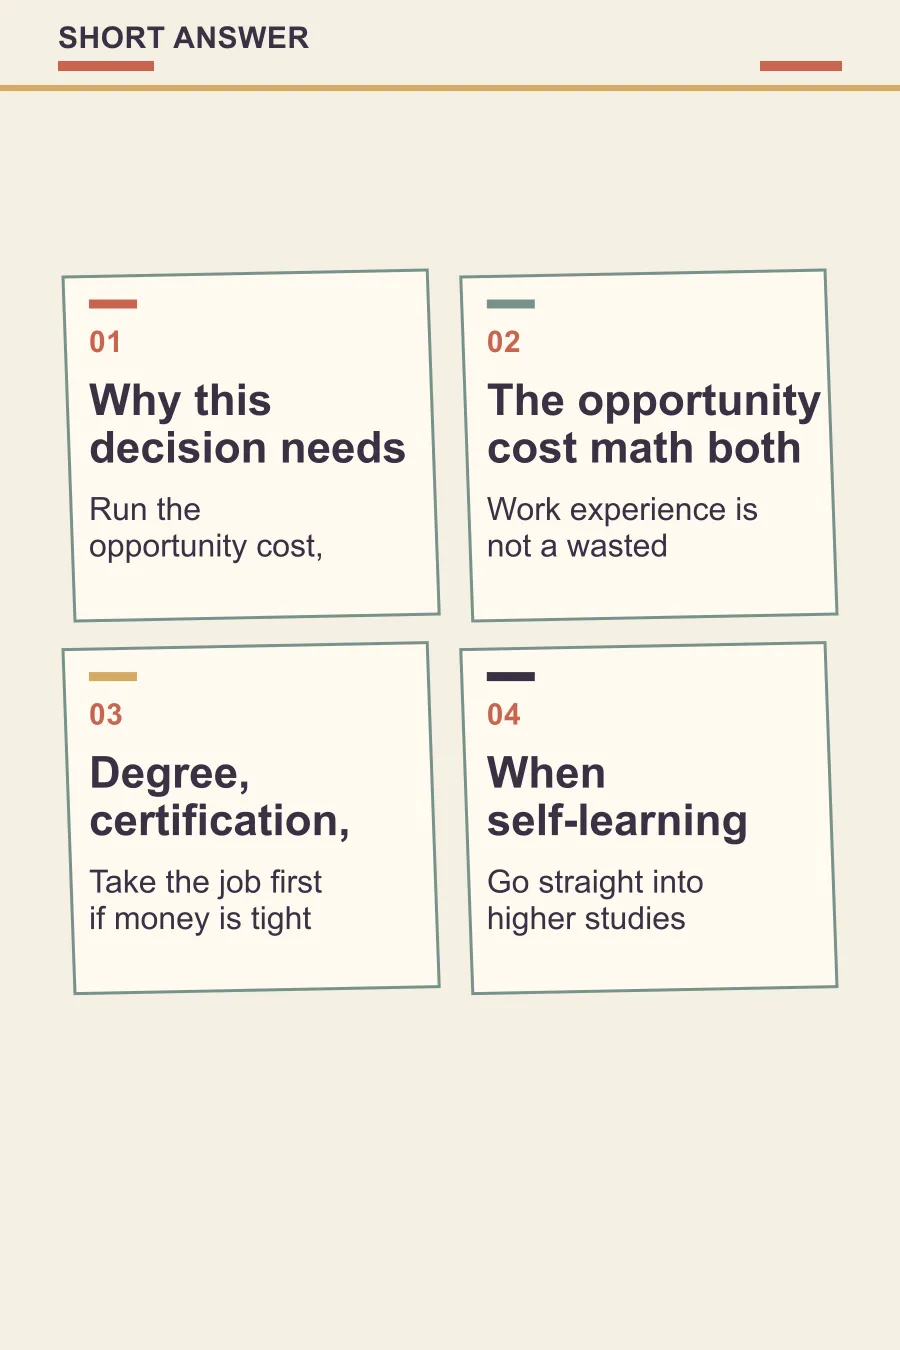 SHORT ANSWER
01
Why this
decision needs
Run the
opportunity cost,
02
The opportunity
cost math both
Work experience is
not a wasted
03
Degree,
certification,
Take the job first
if money is tight
04
When
self-learning
Go straight into
higher studies